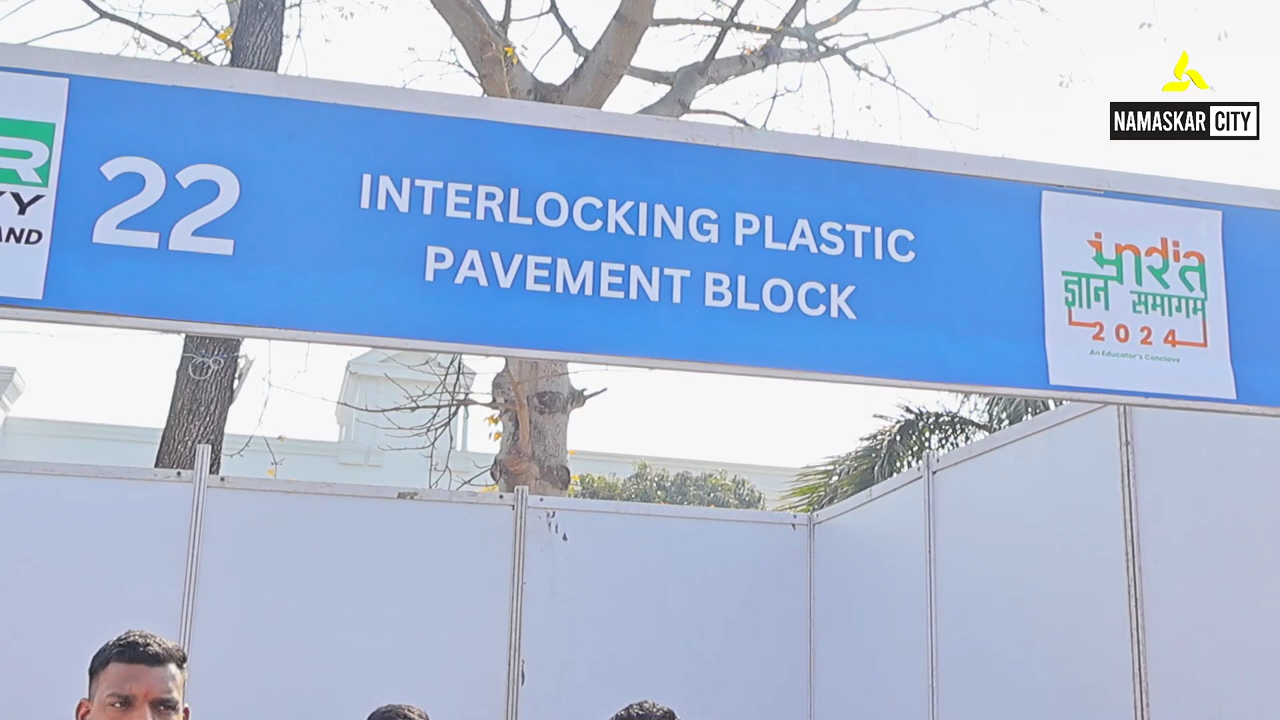 22
INTERLOCKING PLASTIC
PAVEMENT BLOCK
india
भारत
ज्ञान समागम
2024
An Educator's Conclave
NAMASKAR CITY